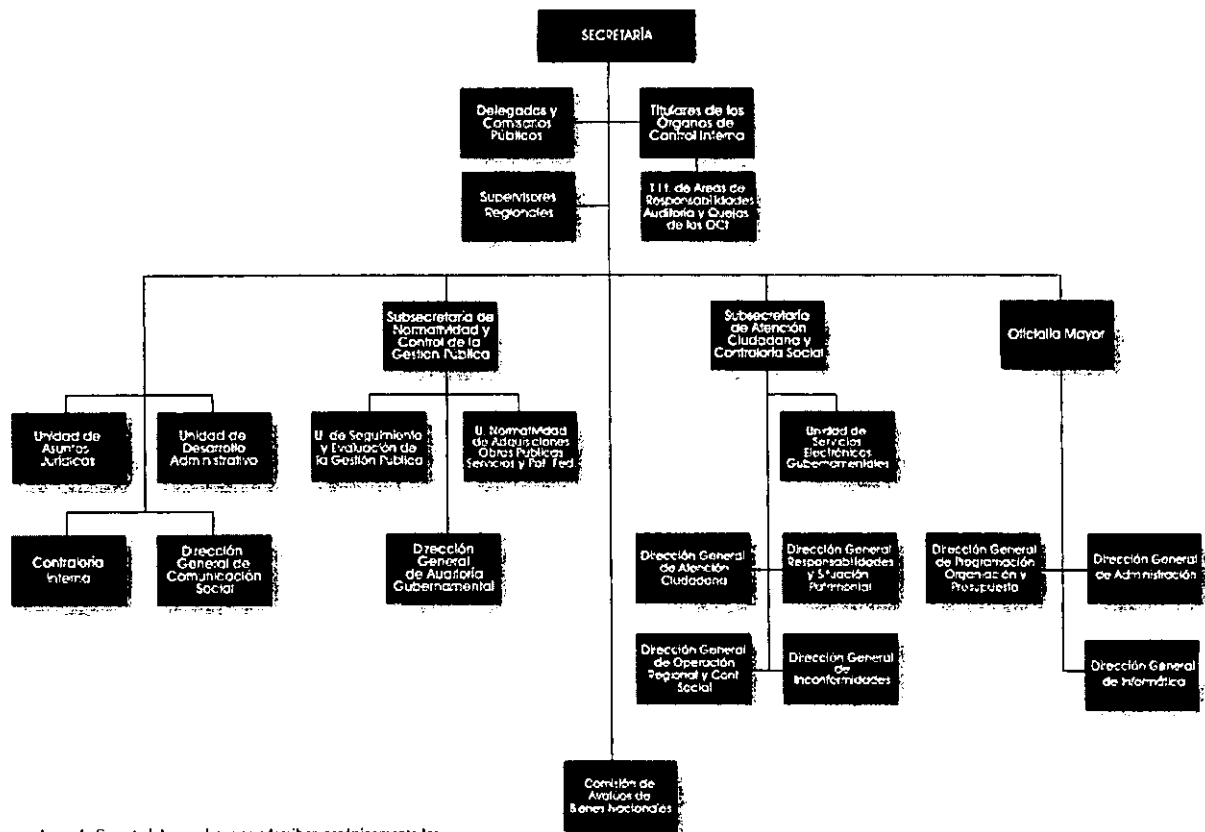 SECRETARÍA
Delegados y
Comisarios
Públicos
Titulares de los
Órganos de
Control Interno
Supervisores
Regionales
Tit. de Areas de
Responsabilidades
Auditoría y Quejas
de los OCI
Subsecretaría de
Normatividad y
Control de la
Gestión Pública
Subsecretaría
de Atención
Ciudadana y
Contraloría Social
Oficialía Mayor
Unidad de
Asuntos
Jurídicos
Unidad de
Desarrollo
Administrativo
U. de Seguimiento
y Evaluación de
la Gestión Pública
U. Normatividad
de Adquisiciones
Obras Públicas
Servicios y Pat. Fed.
Unidad de
Servicios
Electrónicos
Gubernamentales
Contraloría
Interna
Dirección
General de
Comunicación
Social
Dirección
General
de Auditoría
Gubernamental
Dirección General
de Atención
Ciudadana
Dirección General
Responsabilidades
y Situación
Patrimonial
Dirección General
de Programación
Organización y
Presupuesto
Dirección General
de Administración
Dirección General
de Operación
Regional y Cont
Social
Dirección General
de
Inconformidades
Dirección General
de Informática
Comisión de
Avalúos de
Bienes Nacionales